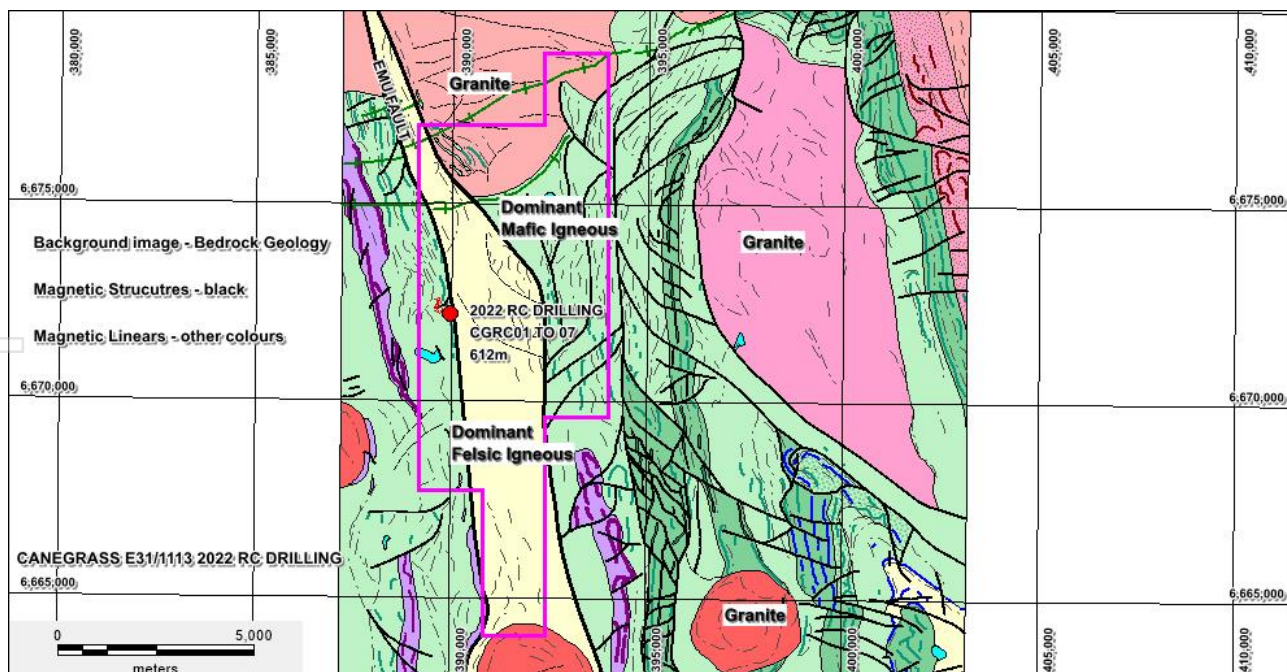 380,000
385,000
390,000
395,000
400,000
405,000
410,000
EMU FAULT
Granite
6,675,000
6,675,000
Dominant
Mafic Igneous
Background image - Bedrock Geology
Granite
Magnetic Strucutres - black
2022 RC DRILLING
CGRC01 TO 07
612m
Magnetic Linears - other colours
6,670,000
6,670,000
Dominant
Felsic Igneous
CANEGRASS E31/1113 2022 RC DRILLING
6,665,000
6,665,000
Granite
0
5,000
meters
390,000
395,000
400,000
405,000
410,000